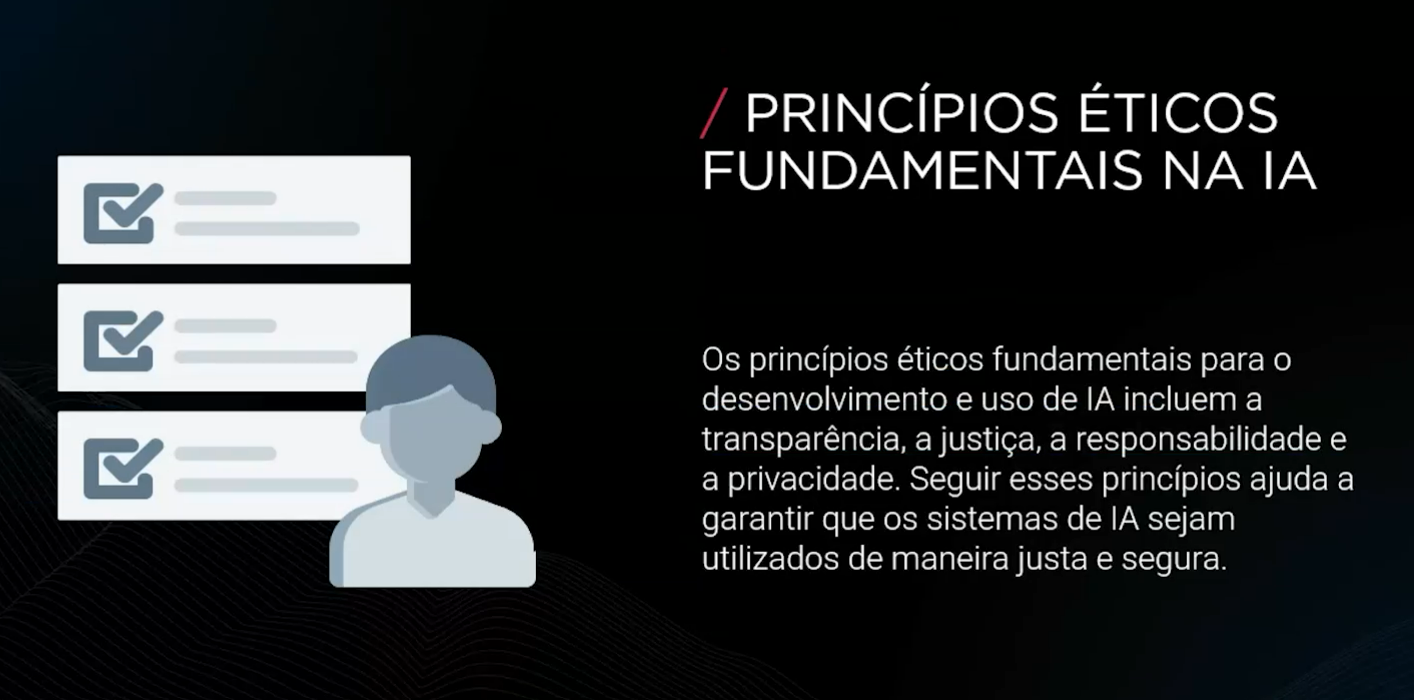 / PRINCÍPIOS ÉTICOS
FUNDAMENTAIS NA IA
Os princípios éticos fundamentais para o
desenvolvimento e uso de IA incluem a
transparência, a justiça, a responsabilidade e
a privacidade. Seguir esses princípios ajuda a
garantir que os sistemas de IA sejam
utilizados de maneira justa e segura.